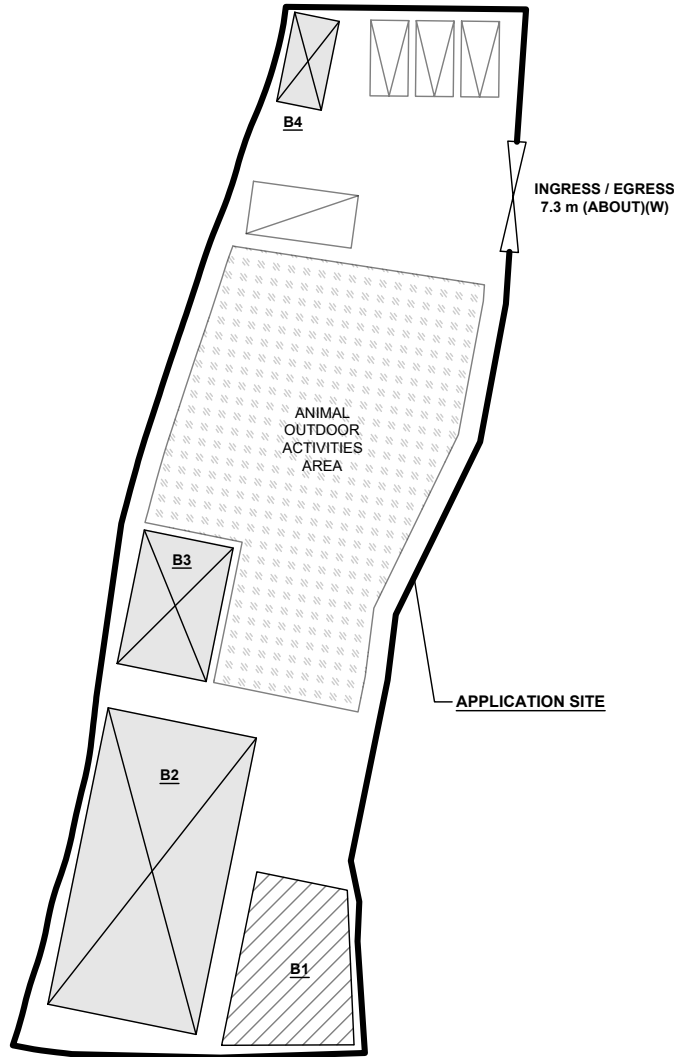 B4
INGRESS / EGRESS
7.3 m (ABOUT)(W)
ANIMAL
OUTDOOR
ACTIVITIES
AREA
B3
APPLICATION SITE
B2
B1